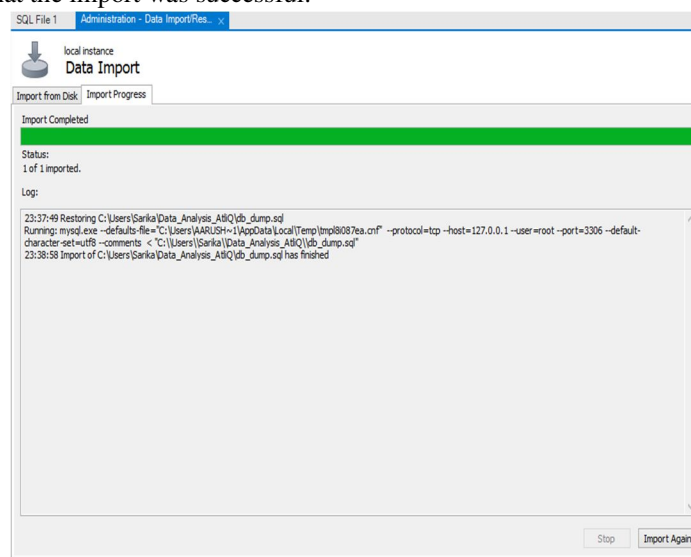 at the import was successful.
SQL File 1 Administration - Data Import/Res... ×
local instance
Data Import
Import from Disk Import Progress
Import Completed
Status:
1 of 1 imported.
Log:
23:37:49 Restoring C:\Users\Sarika\Data_Analysis_AtliQ\db_dump.sql
Running: mysql.exe --defaults-file="C:\Users\AARUSH~1\AppData\Local\Temp\tmpl8i087ea.cnf" --protocol=tcp --host=127.0.0.1 --user=root --port=3306 --default-
character-set=utf8 --comments < "C:\\Users\\Sarika\\Data_Analysis_AtliQ\\db_dump.sql"
23:38:58 Import of C:\Users\Sarika\Data_Analysis_AtliQ\db_dump.sql has finished
Stop Import Again